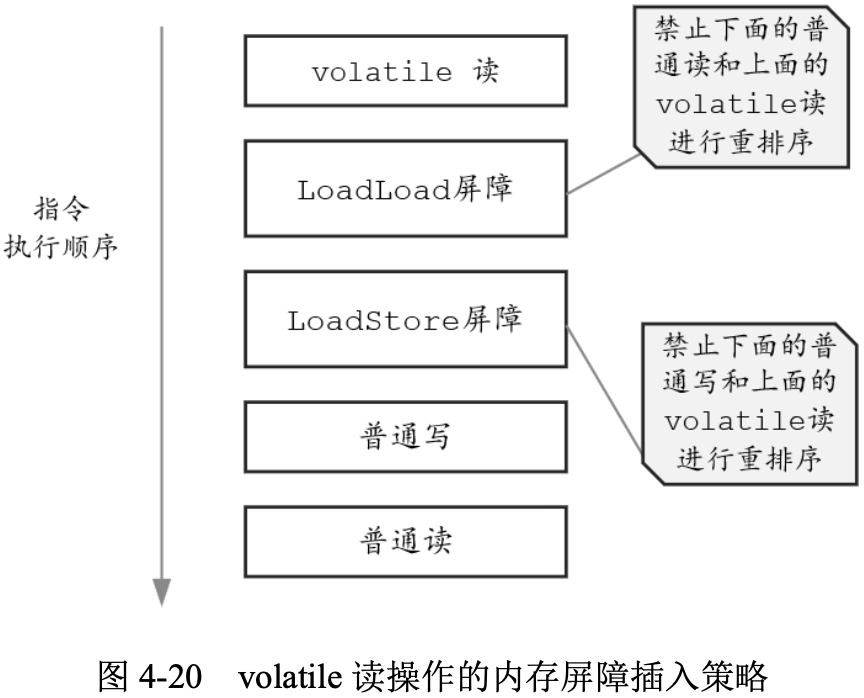 volatile 读
禁止下面的普
通读和上面的
volatile读
进行重排序
LoadLoad屏障
指令
执行顺序
LoadStore屏障
禁止下面的普
通写和上面的
volatile读
进行重排序
普通写
普通读
图 4-20 volatile 读操作的内存屏障插入策略